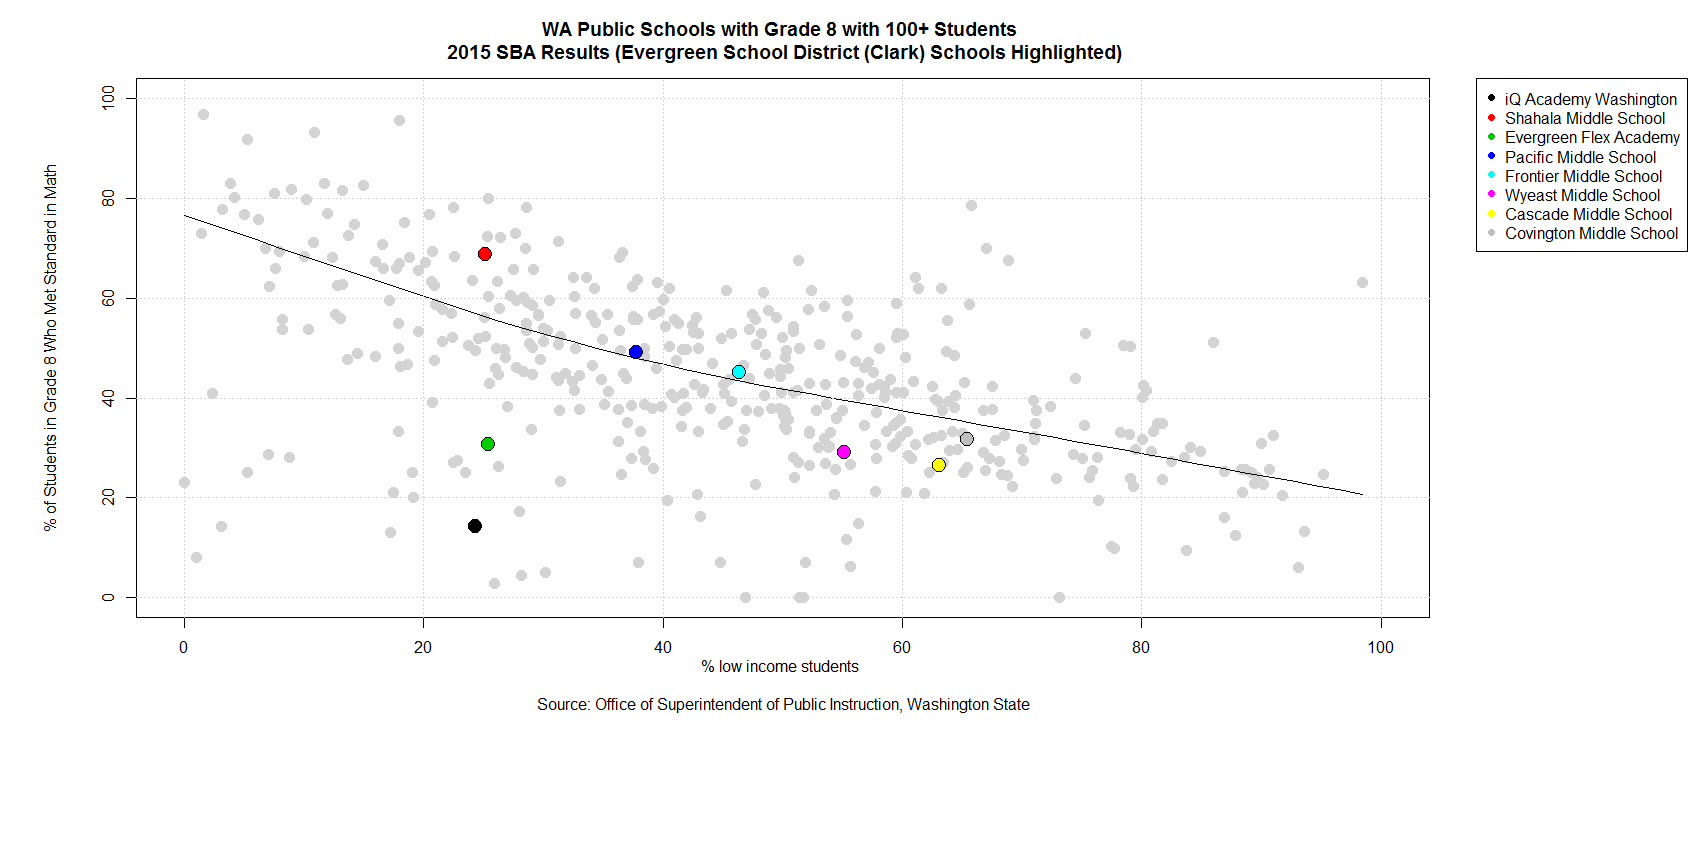 WA Public Schools with Grade 8 with 100+ Students
2015 SBA Results (Evergreen School District (Clark) Schools Highlighted)
% of Students in Grade 8 Who Met Standard in Math
100
80
60
40
20
0
0 20 40 60 80 100
% low income students
Source: Office of Superintendent of Public Instruction, Washington State
iQ Academy Washington
Shahala Middle School
Evergreen Flex Academy
Pacific Middle School
Frontier Middle School
Wyeast Middle School
Cascade Middle School
Covington Middle School